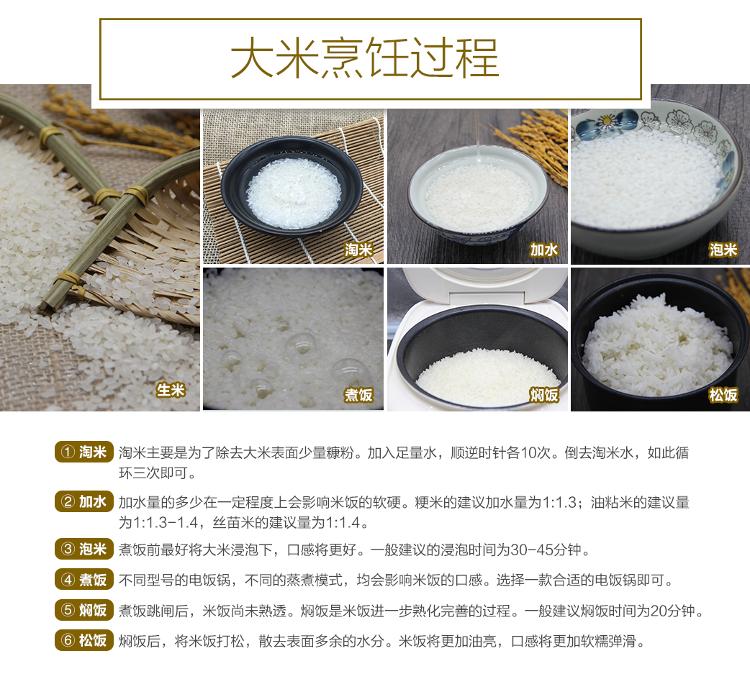 大米烹饪过程
淘米
加水
泡米
生米
煮饭
焖饭
松饭
① 淘米 淘米主要是为了除去大米表面少量糠粉。加入足量水，顺逆时针各10次。倒去淘米水，如此循
环三次即可。
② 加水 加水量的多少在一定程度上会影响米饭的软硬。粳米的建议加水量为1:1.3；油粘米的建议量
为1:1.3-1.4，丝苗米的建议量为1:1.4。
③ 泡米 煮饭前最好将大米浸泡下，口感将更好。一般建议的浸泡时间为30-45分钟。
④ 煮饭 不同型号的电饭锅，不同的蒸煮模式，均会影响米饭的口感。选择一款合适的电饭锅即可。
⑤ 焖饭 煮饭跳闸后，米饭尚未熟透。焖饭是米饭进一步熟化完善的过程。一般建议焖饭时间为20分钟。
⑥ 松饭 焖饭后，将米饭打松，散去表面多余的水分。米饭将更加油亮，口感将更加软糯弹滑。